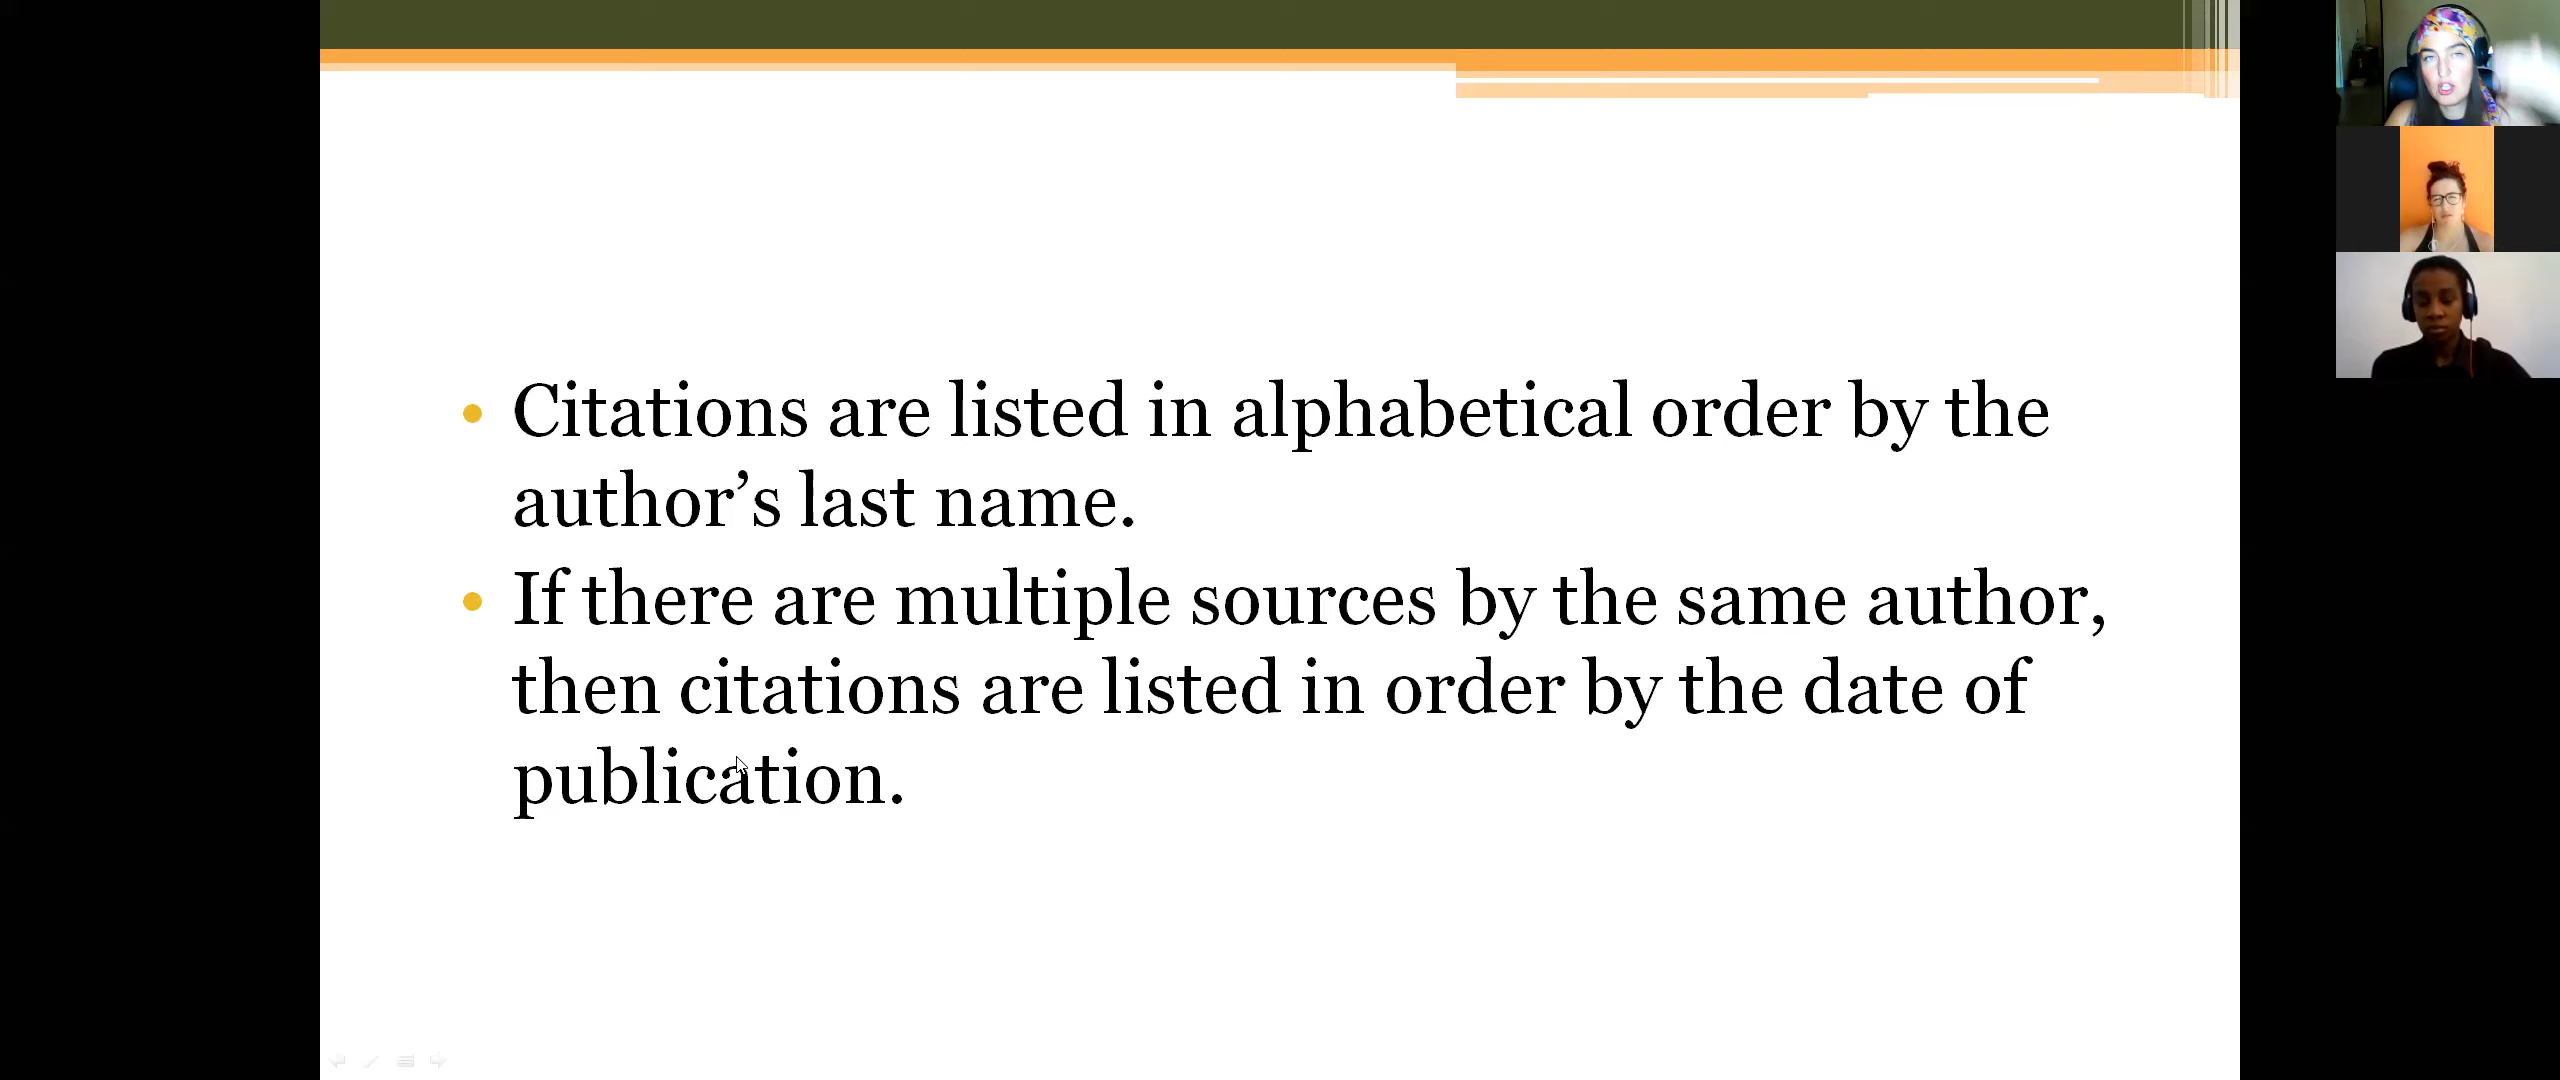 • Citations are listed in alphabetical order by the
author’s last name.
• If there are multiple sources by the same author,
then citations are listed in order by the date of
publication.